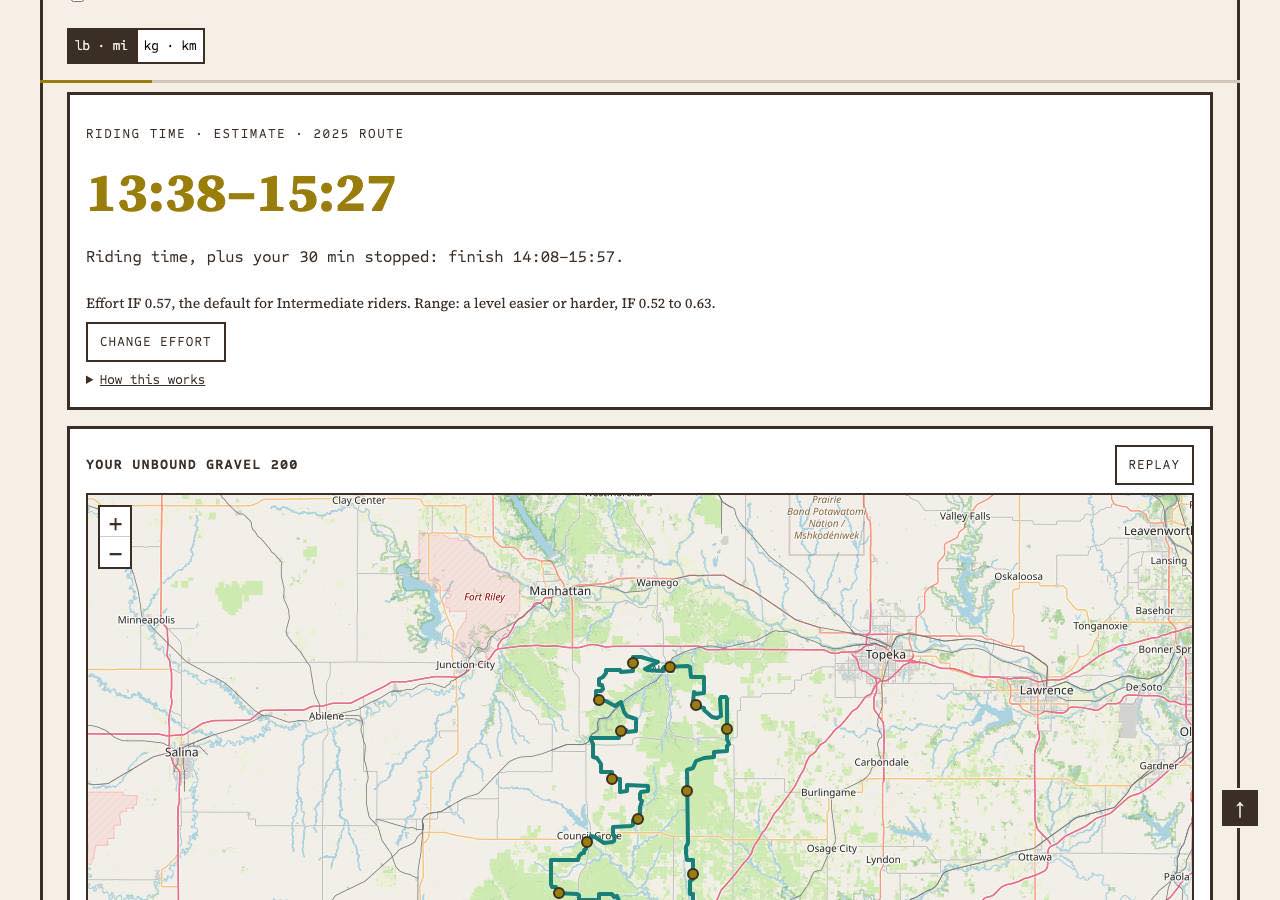 lb · mi kg · km
RIDING TIME · ESTIMATE · 2025 ROUTE
13:38–15:27
Riding time, plus your 30 min stopped: finish 14:08–15:57.
Effort IF 0.57, the default for Intermediate riders. Range: a level easier or harder, IF 0.52 to 0.63.
CHANGE EFFORT
▶ How this works
YOUR UNBOUND GRAVEL 200
REPLAY
+
−
Clay Center
Prairie
Band Potawatomi
Nation /
Mshkodéniwek
Valley Falls
Leavenwort
Lansing
Oskaloosa
Wamego
Manhattan
Fort Riley
Basehor
Minneapolis
Tonganoxie
Bonner Spr
Topeka
Junction City
De Soto
Lawrence
Abilene
Ol
Salina
Carbondale
Gardner
Burlingame
Council Grove
Osage City
Lyndon
Ottawa
Paola
↑